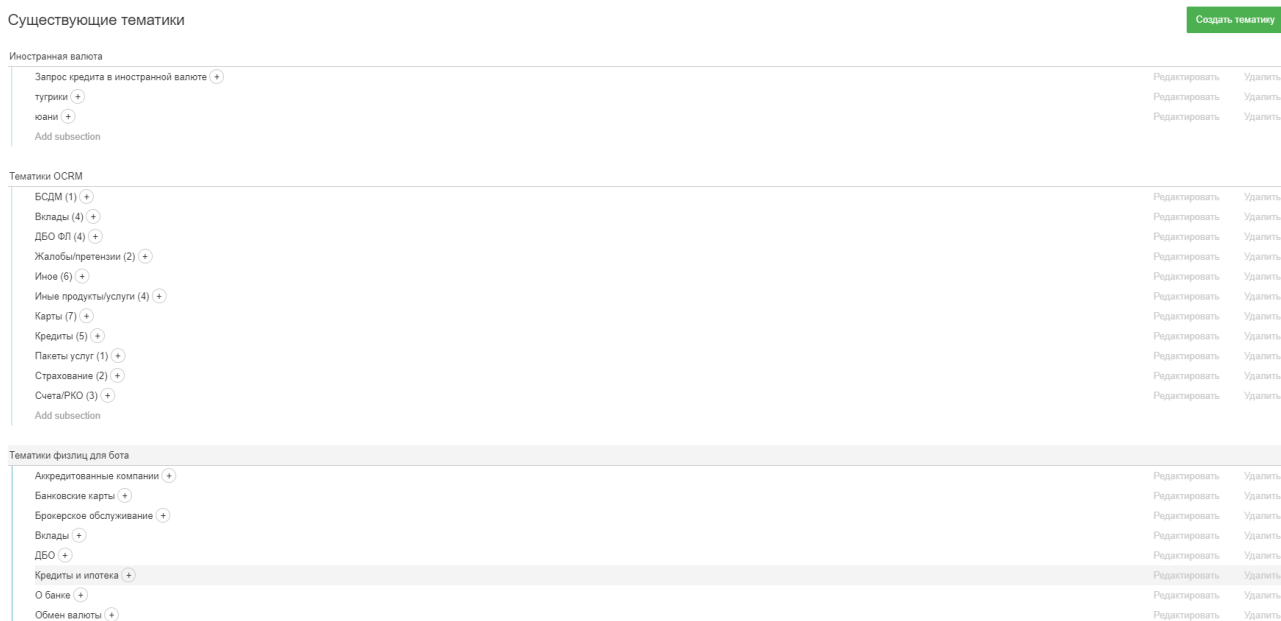 Существующие тематики Создать тематику
Иностранная валюта
Запрос кредита в иностранной валюте + Редактировать Удалить
тугрики + Редактировать Удалить
юани + Редактировать Удалить
Add subsection
Тематики OCRM
БСДМ (1) + Редактировать Удалить
Вклады (4) + Редактировать Удалить
ДБО ФЛ (4) + Редактировать Удалить
Жалобы/претензии (2) + Редактировать Удалить
Иное (6) + Редактировать Удалить
Иные продукты/услуги (4) + Редактировать Удалить
Карты (7) + Редактировать Удалить
Кредиты (5) + Редактировать Удалить
Пакеты услуг (1) + Редактировать Удалить
Страхование (2) + Редактировать Удалить
Счета/РКО (3) + Редактировать Удалить
Add subsection
Тематики физлиц для бота
Аккредитованные компании + Редактировать Удалить
Банковские карты + Редактировать Удалить
Брокерское обслуживание + Редактировать Удалить
Вклады + Редактировать Удалить
ДБО + Редактировать Удалить
Кредиты и ипотека + Редактировать Удалить
О банке + Редактировать Удалить
Обмен валюты + Редактировать Удалить